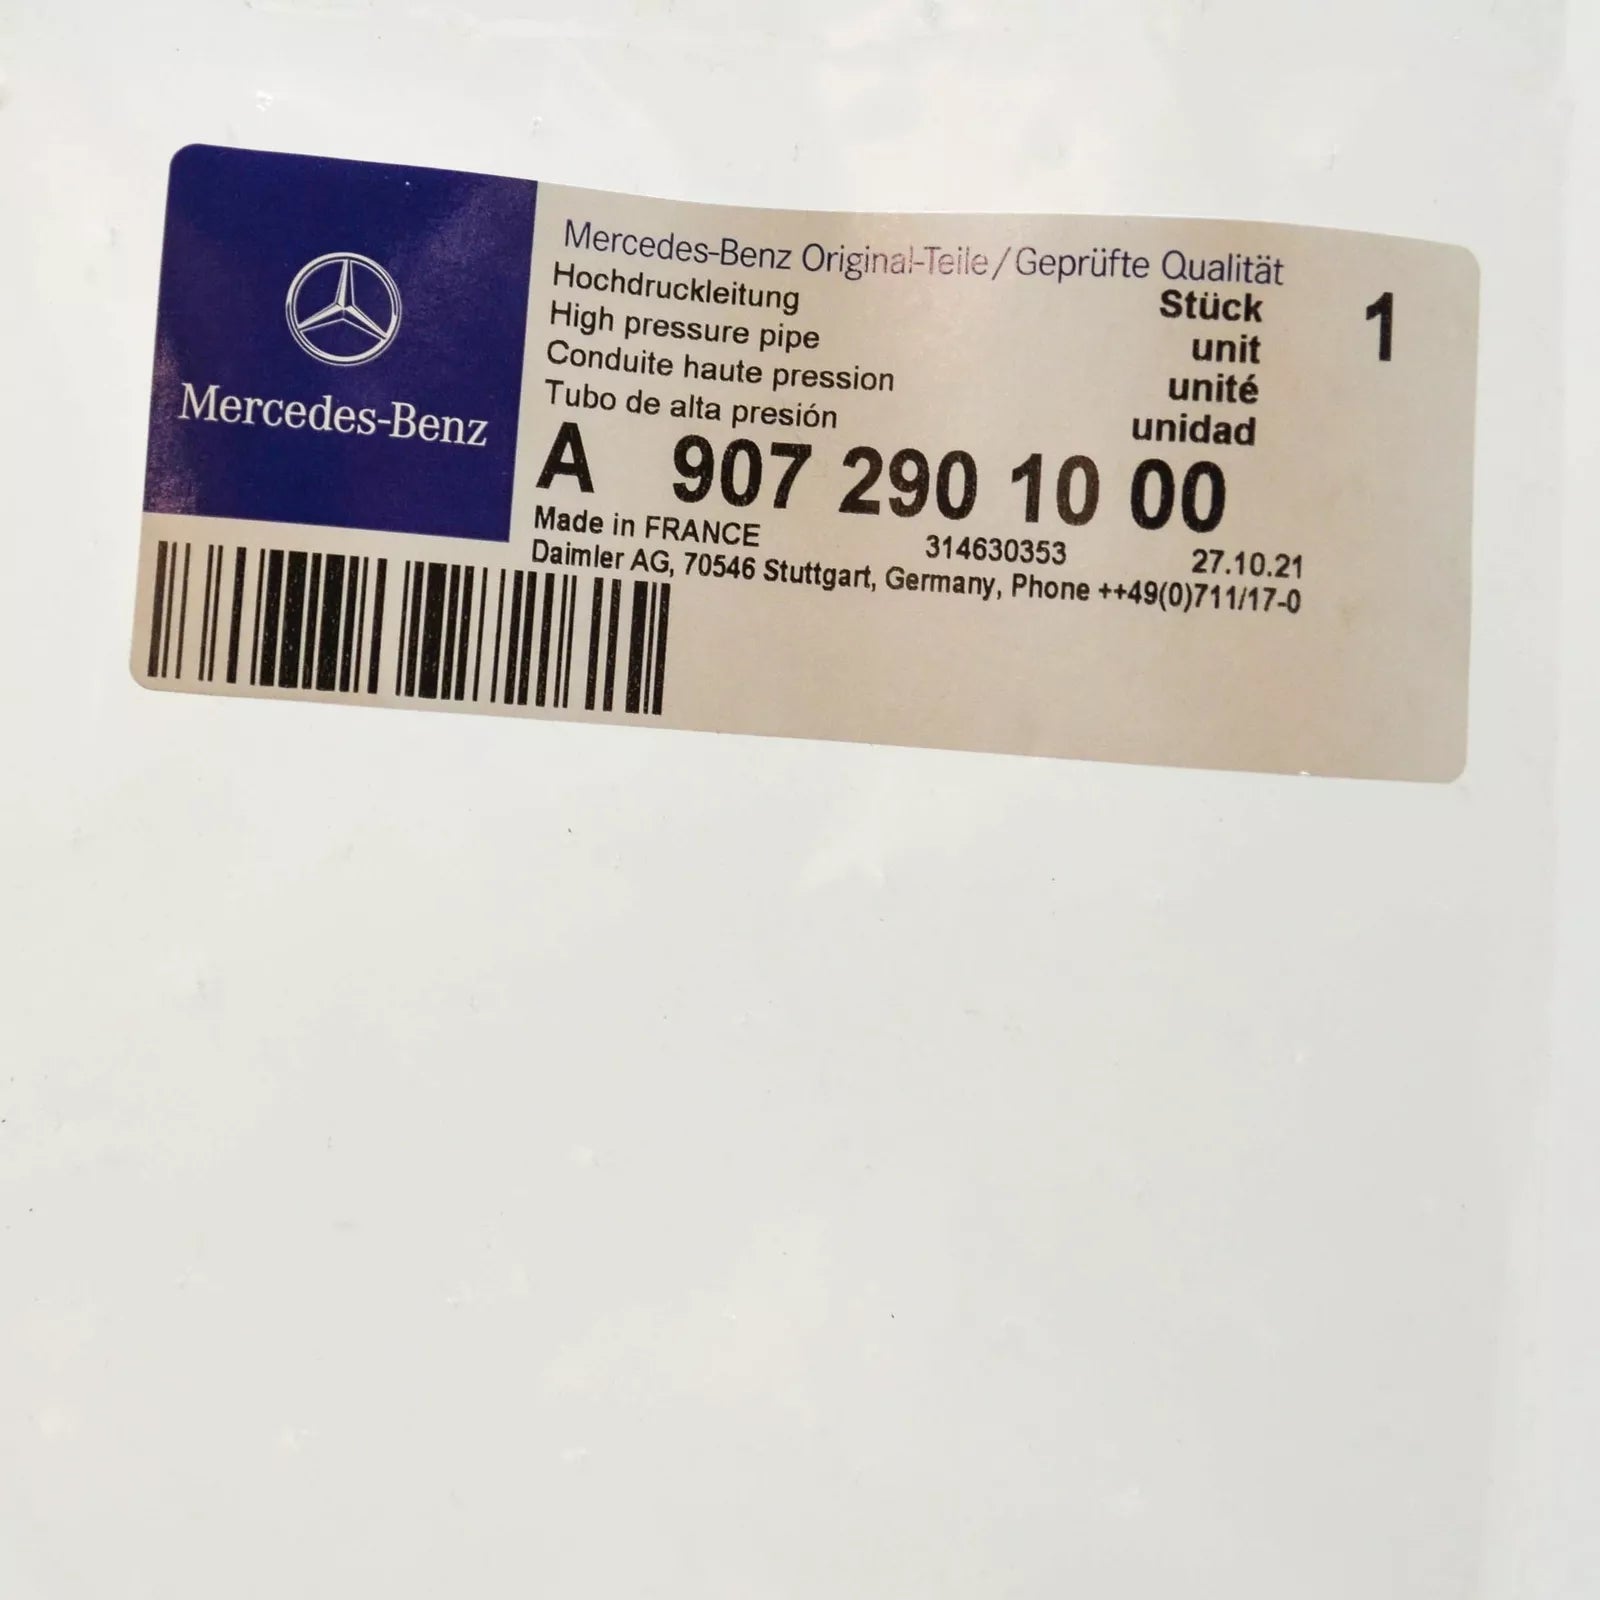 Mercedes-Benz
Mercedes-Benz Original-Teile/Geprüfte Qualität
Hochdruckleitung Stück 1
High pressure pipe unit
Conduite haute pression unité
Tubo de alta presión unidad
A 907 290 10 00
Made in FRANCE 314630353 27.10.21
Daimler AG, 70546 Stuttgart, Germany, Phone ++49(0)711/17-0